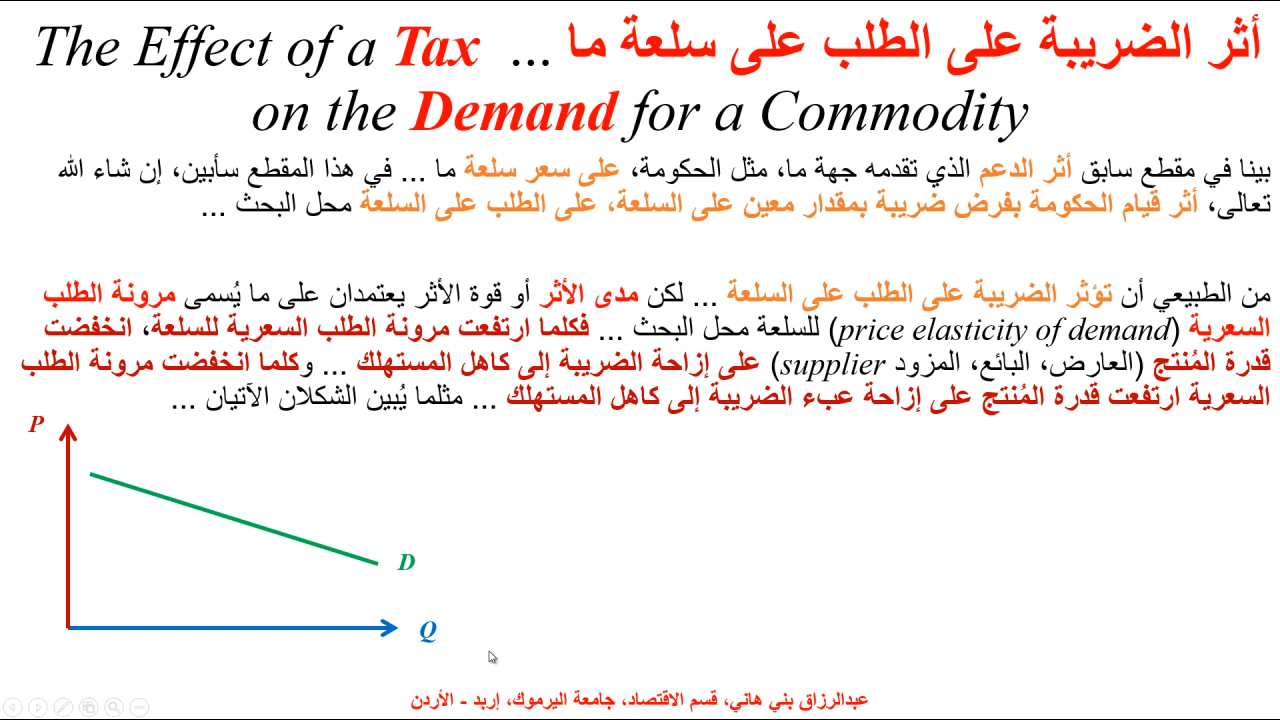 أثر الضريبة على الطلب على سلعة ما ... The Effect of a Tax
on the Demand for a Commodity
بينا في مقطع سابق أثر الدعم الذي تقدمه جهة ما، مثل الحكومة، على سعر سلعة ما ... في هذا المقطع سأبين، إن شاء الله
تعالى، أثر قيام الحكومة بفرض ضريبة بمقدار معين على السلعة، على الطلب على السلعة محل البحث ...
من الطبيعي أن تؤثر الضريبة على الطلب على السلعة ... لكن مدى الأثر أو قوة الأثر يعتمدان على ما يُسمى مرونة الطلب
السعرية (price elasticity of demand) للسلعة محل البحث ... فكلما ارتفعت مرونة الطلب السعرية للسلعة، انخفضت
قدرة المُنتج (العارض، البائع، المزود supplier) على إزاحة الضريبة إلى كاهل المستهلك ... وكلما انخفضت مرونة الطلب
السعرية ارتفعت قدرة المُنتج على إزاحة عبء الضريبة إلى كاهل المستهلك ... مثلما يُبين الشكلان الآتيان ...
P
D
Q
عبدالرزاق بني هاني، قسم الاقتصاد، جامعة اليرموك، إربد - الأردن